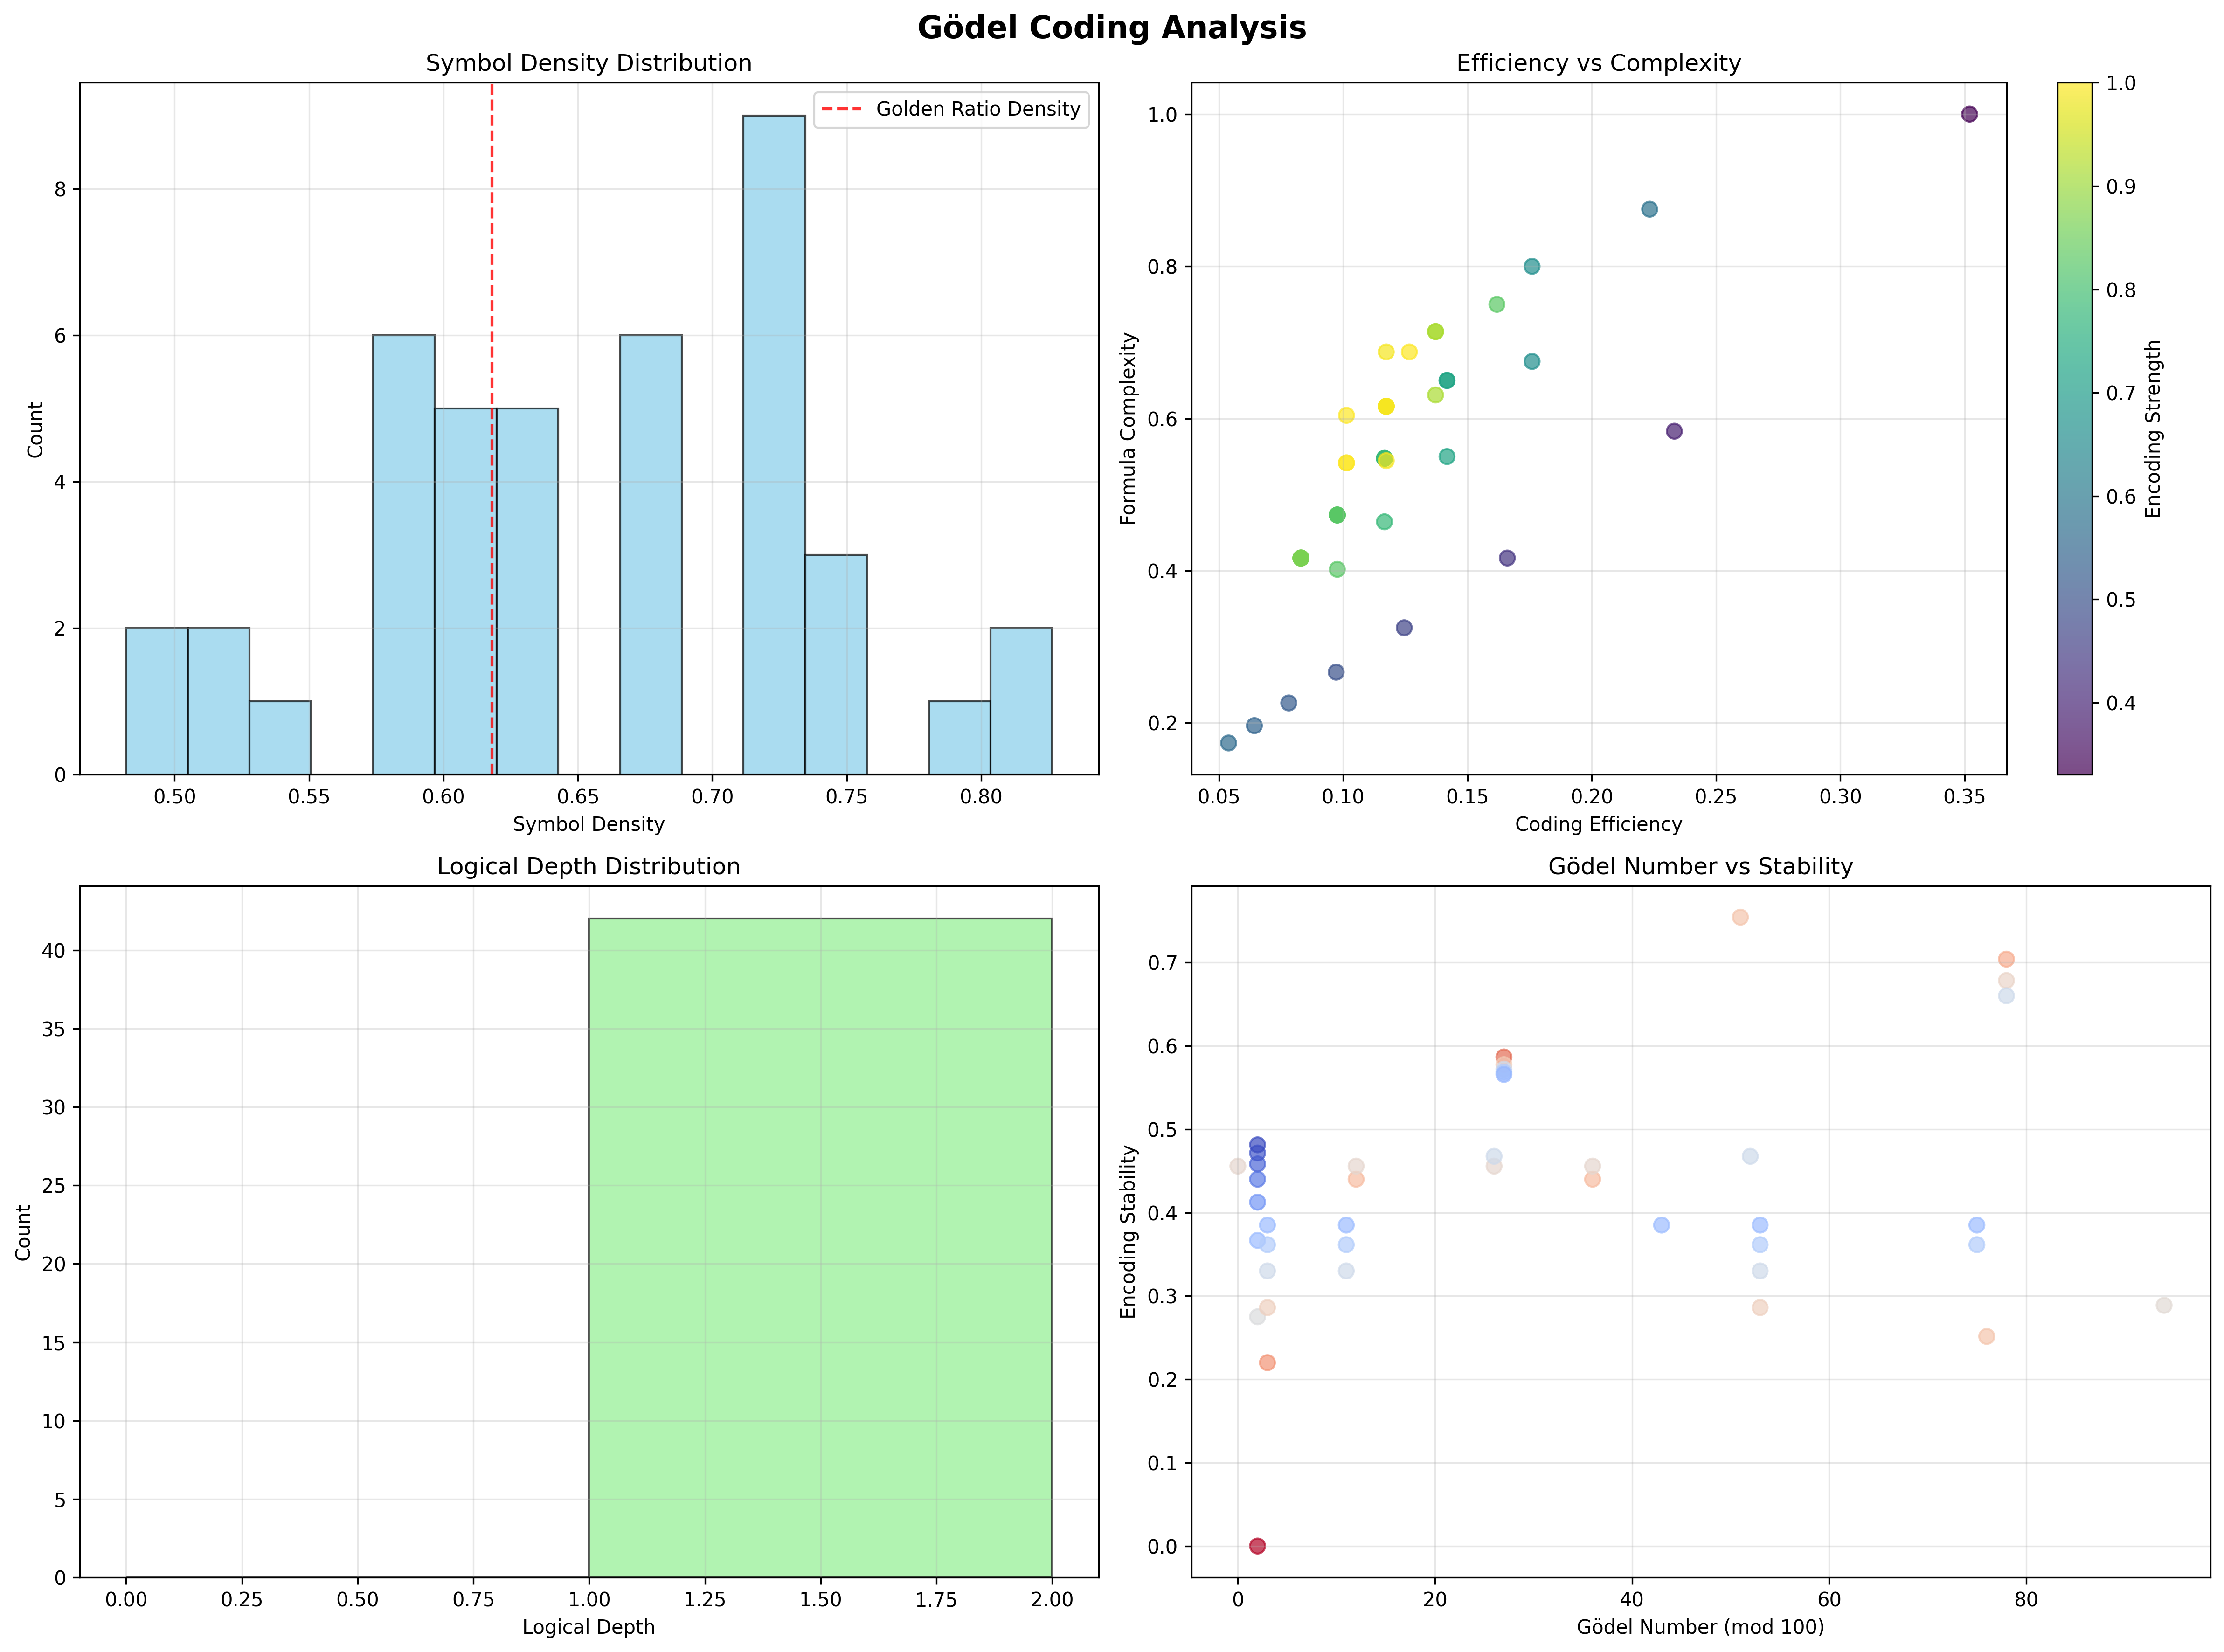 Gödel Coding Analysis
Symbol Density Distribution
Golden Ratio Density
Count
0
2
4
6
8
0.50 0.55 0.60 0.65 0.70 0.75 0.80
Symbol Density
Efficiency vs Complexity
Formula Complexity
1.0
0.8
0.6
0.4
0.2
0.05 0.10 0.15 0.20 0.25 0.30 0.35
Coding Efficiency
1.0
0.9
0.8
0.7
0.6
0.5
0.4
Encoding Strength
Logical Depth Distribution
Count
40
35
30
25
20
15
10
5
0
0.00 0.25 0.50 0.75 1.00 1.25 1.50 1.75 2.00
Logical Depth
Gödel Number vs Stability
Encoding Stability
0.7
0.6
0.5
0.4
0.3
0.2
0.1
0.0
0 20 40 60 80
Gödel Number (mod 100)